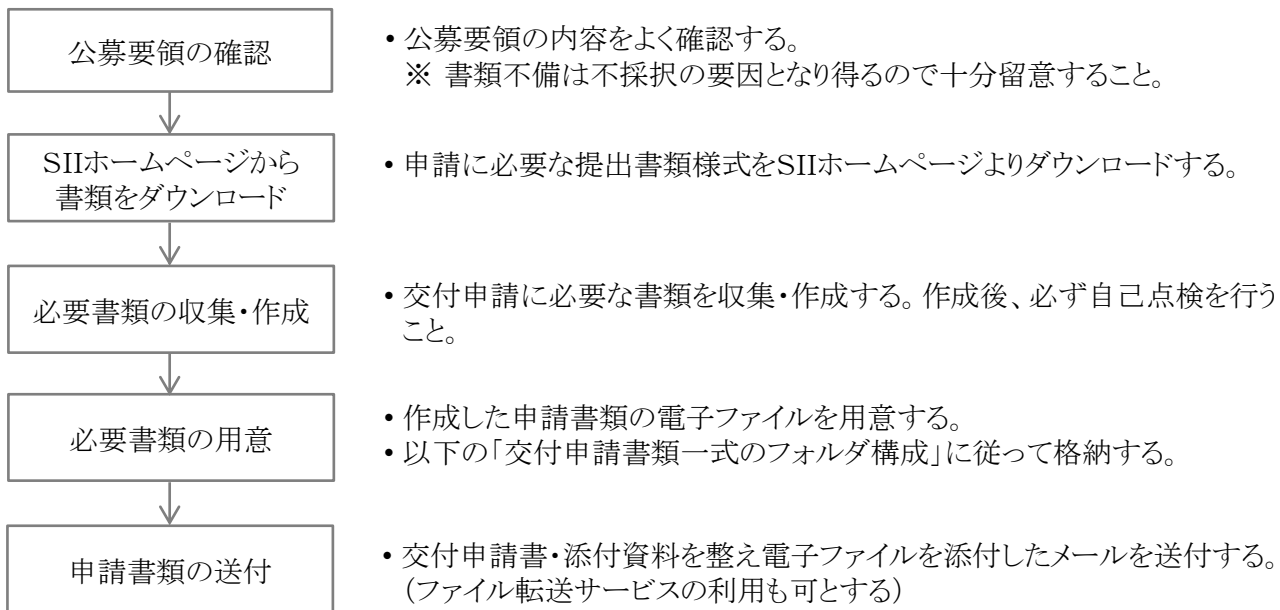 公募要領の確認
• 公募要領の内容をよく確認する。
※ 書類不備は不採択の要因となり得るので十分留意すること。
SIIホームページから
書類をダウンロード
• 申請に必要な提出書類様式をSIIホームページよりダウンロードする。
必要書類の収集・作成
• 交付申請に必要な書類を収集・作成する。作成後、必ず自己点検を行う
こと。
必要書類の用意
• 作成した申請書類の電子ファイルを用意する。
• 以下の「交付申請書類一式のフォルダ構成」に従って格納する。
申請書類の送付
• 交付申請書・添付資料を整え電子ファイルを添付したメールを送付する。
(ファイル転送サービスの利用も可とする)